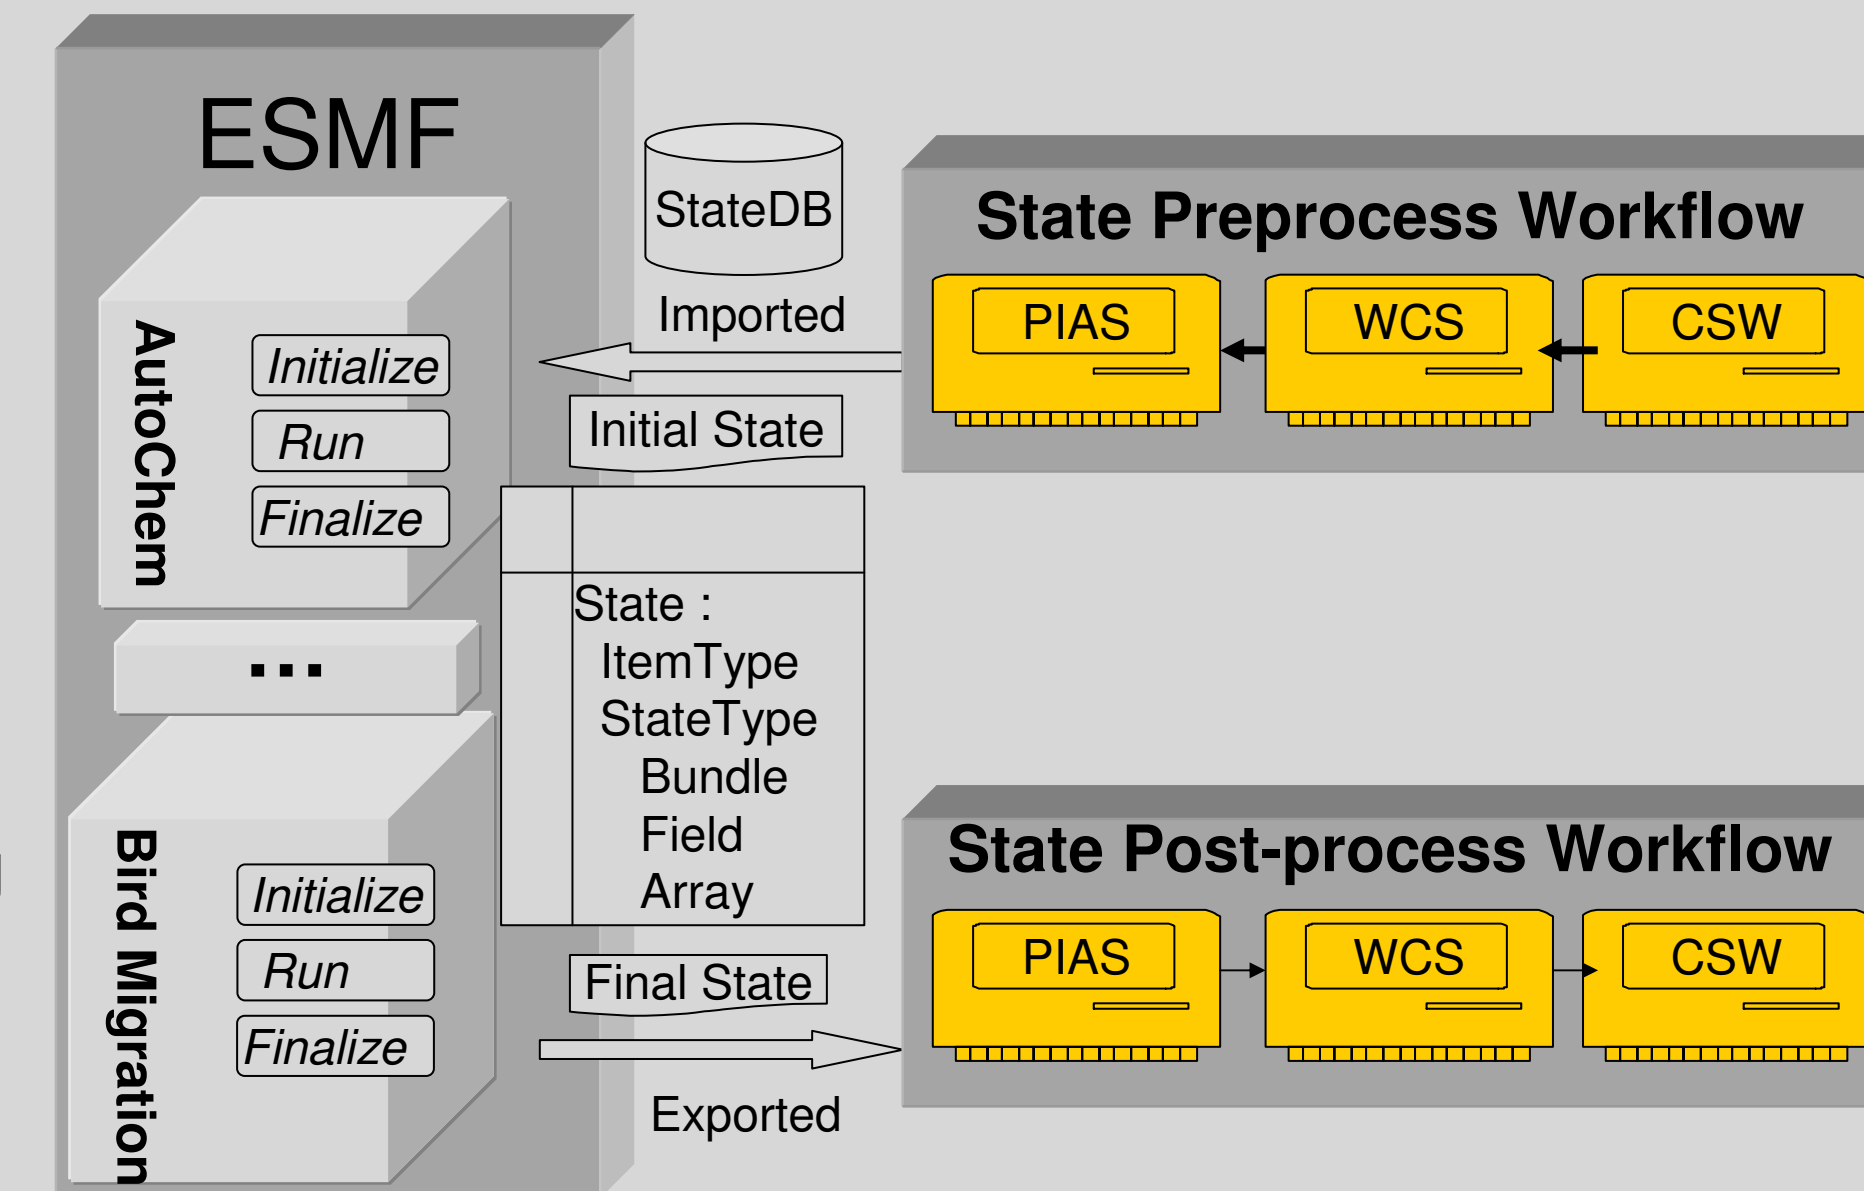 ESMF
AutoChem
Initialize
Run
Finalize
...
Bird Migration
Initialize
Run
Finalize
StateDB
Imported
Initial State
State :
ItemType
StateType
Bundle
Field
Array
Final State
Exported
State Preprocess Workflow
PIAS
WCS
CSW
State Post-process Workflow
PIAS
WCS
CSW